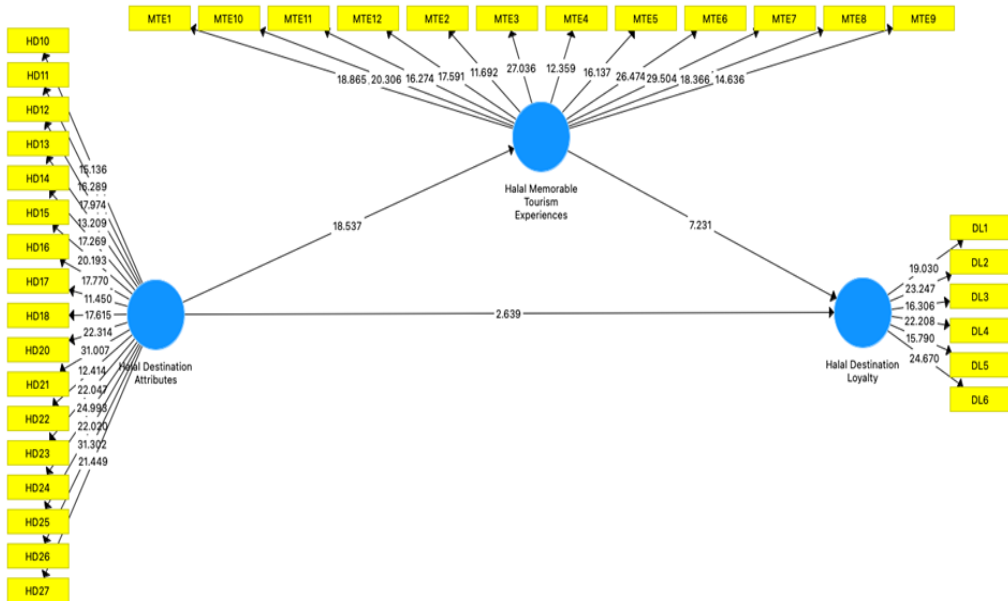 MTE1 MTE10 MTE11 MTE12 MTE2 MTE3 MTE4 MTE5 MTE6 MTE7 MTE8 MTE9
18.865 20.306 16.274 17.591 11.692 27.036 12.359 16.137 26.474 29.504 18.366 14.636
Halal Memorable
Tourism
Experiences
HD10
HD11
HD12
HD13
HD14
HD15
HD16
HD17
HD18
HD20
HD21
HD22
HD23
HD24
HD25
HD26
HD27
15.136
16.289
17.974
13.209
17.269
20.193
17.770
11.450
17.615
22.314
31.007
12.414
22.047
24.993
22.020
31.302
21.449
Halal Destination
Attributes
18.537
7.231
2.639
Halal Destination
Loyalty
19.030
23.247
16.306
22.208
15.790
24.670
DL1
DL2
DL3
DL4
DL5
DL6